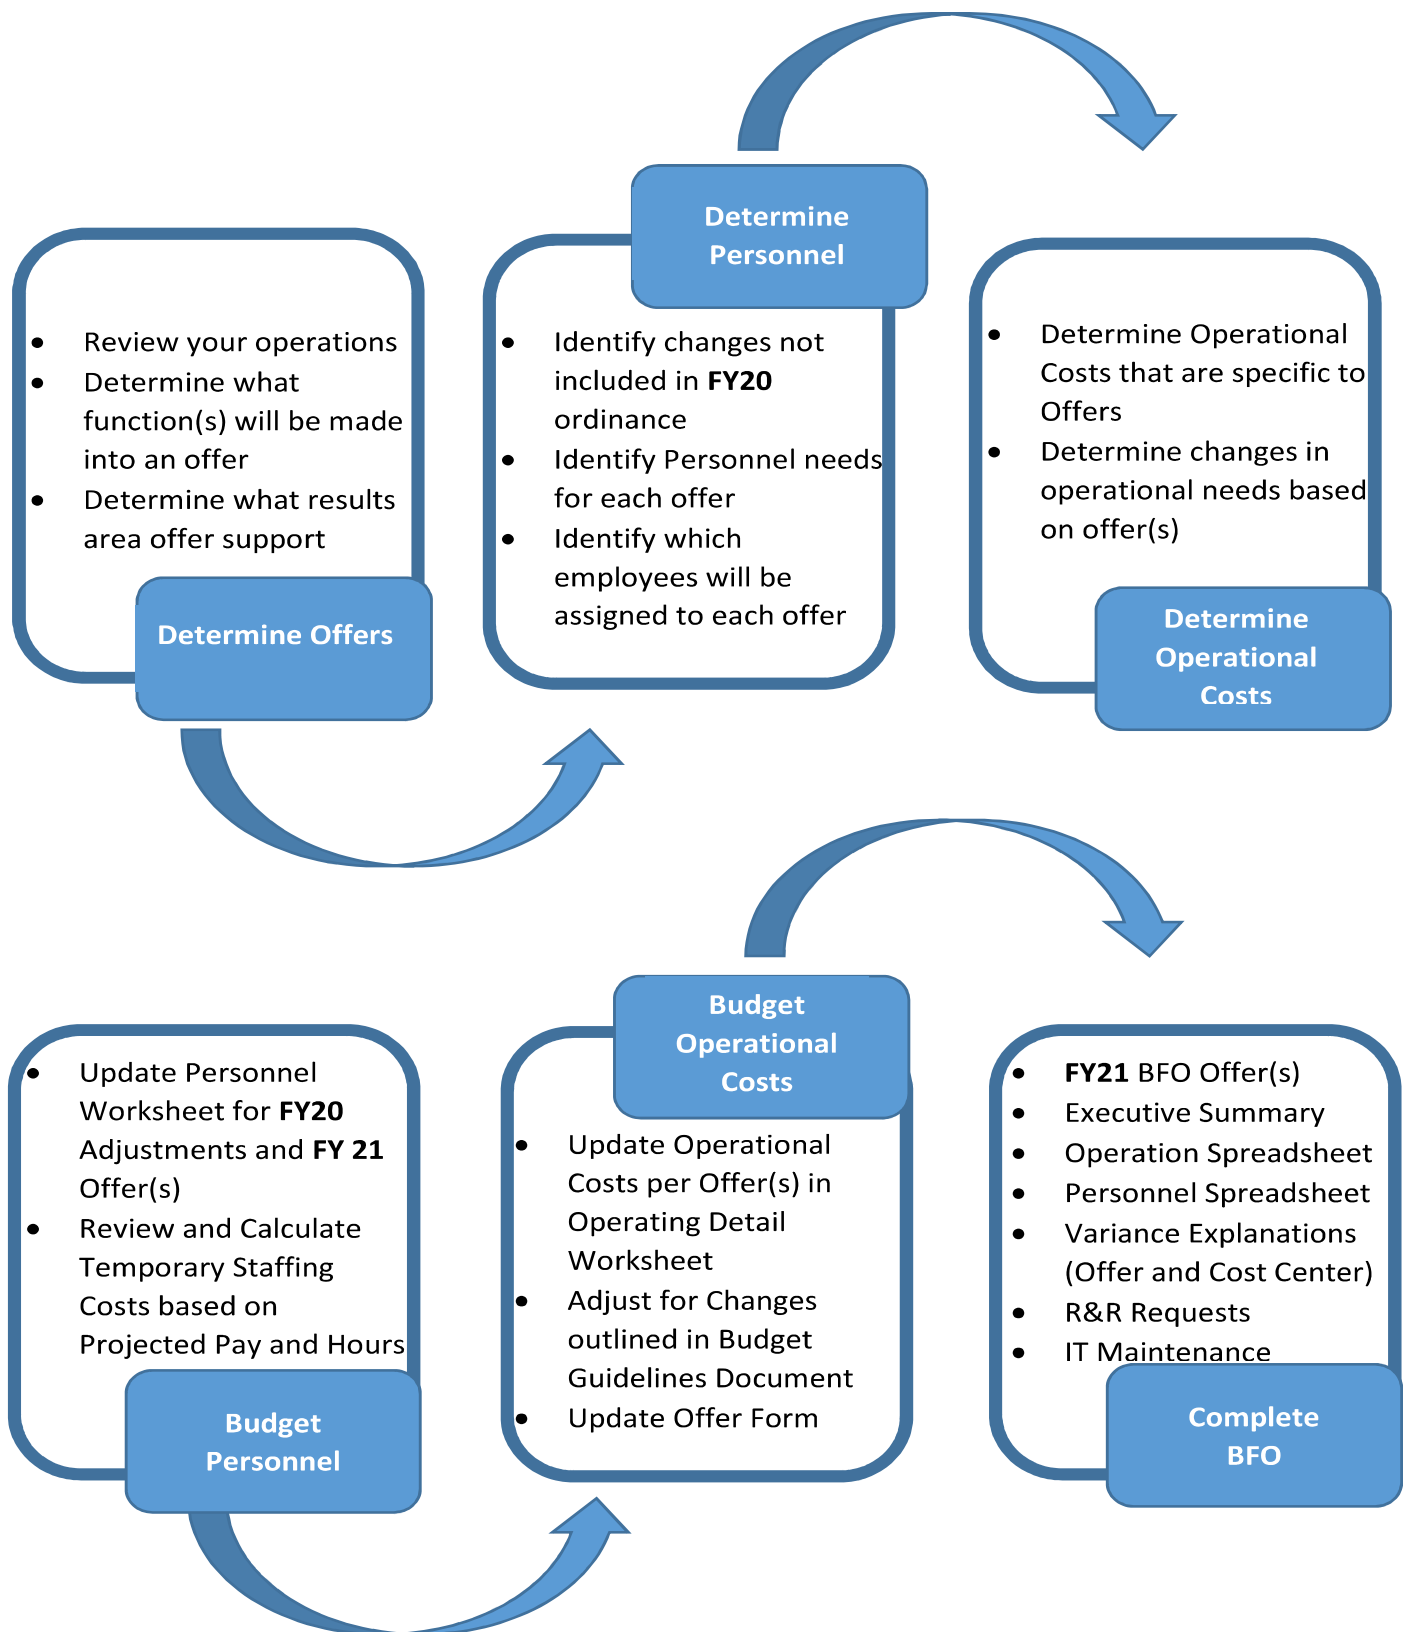 • Review your operations
• Determine what
function(s) will be made
into an offer
• Determine what results
area offer support
Determine Offers
Determine
Personnel
• Identify changes not
included in FY20
ordinance
• Identify Personnel needs
for each offer
• Identify which
employees will be
assigned to each offer
• Determine Operational
Costs that are specific to
Offers
• Determine changes in
operational needs based
on offer(s)
Determine
Operational
Costs
• Update Personnel
Worksheet for FY20
Adjustments and FY 21
Offer(s)
• Review and Calculate
Temporary Staffing
Costs based on
Projected Pay and Hours
Budget
Personnel
Budget
Operational
Costs
• Update Operational
Costs per Offer(s) in
Operating Detail
Worksheet
• Adjust for Changes
outlined in Budget
Guidelines Document
• Update Offer Form
• FY21 BFO Offer(s)
• Executive Summary
• Operation Spreadsheet
• Personnel Spreadsheet
• Variance Explanations
(Offer and Cost Center)
• R&R Requests
• IT Maintenance
Complete
BFO